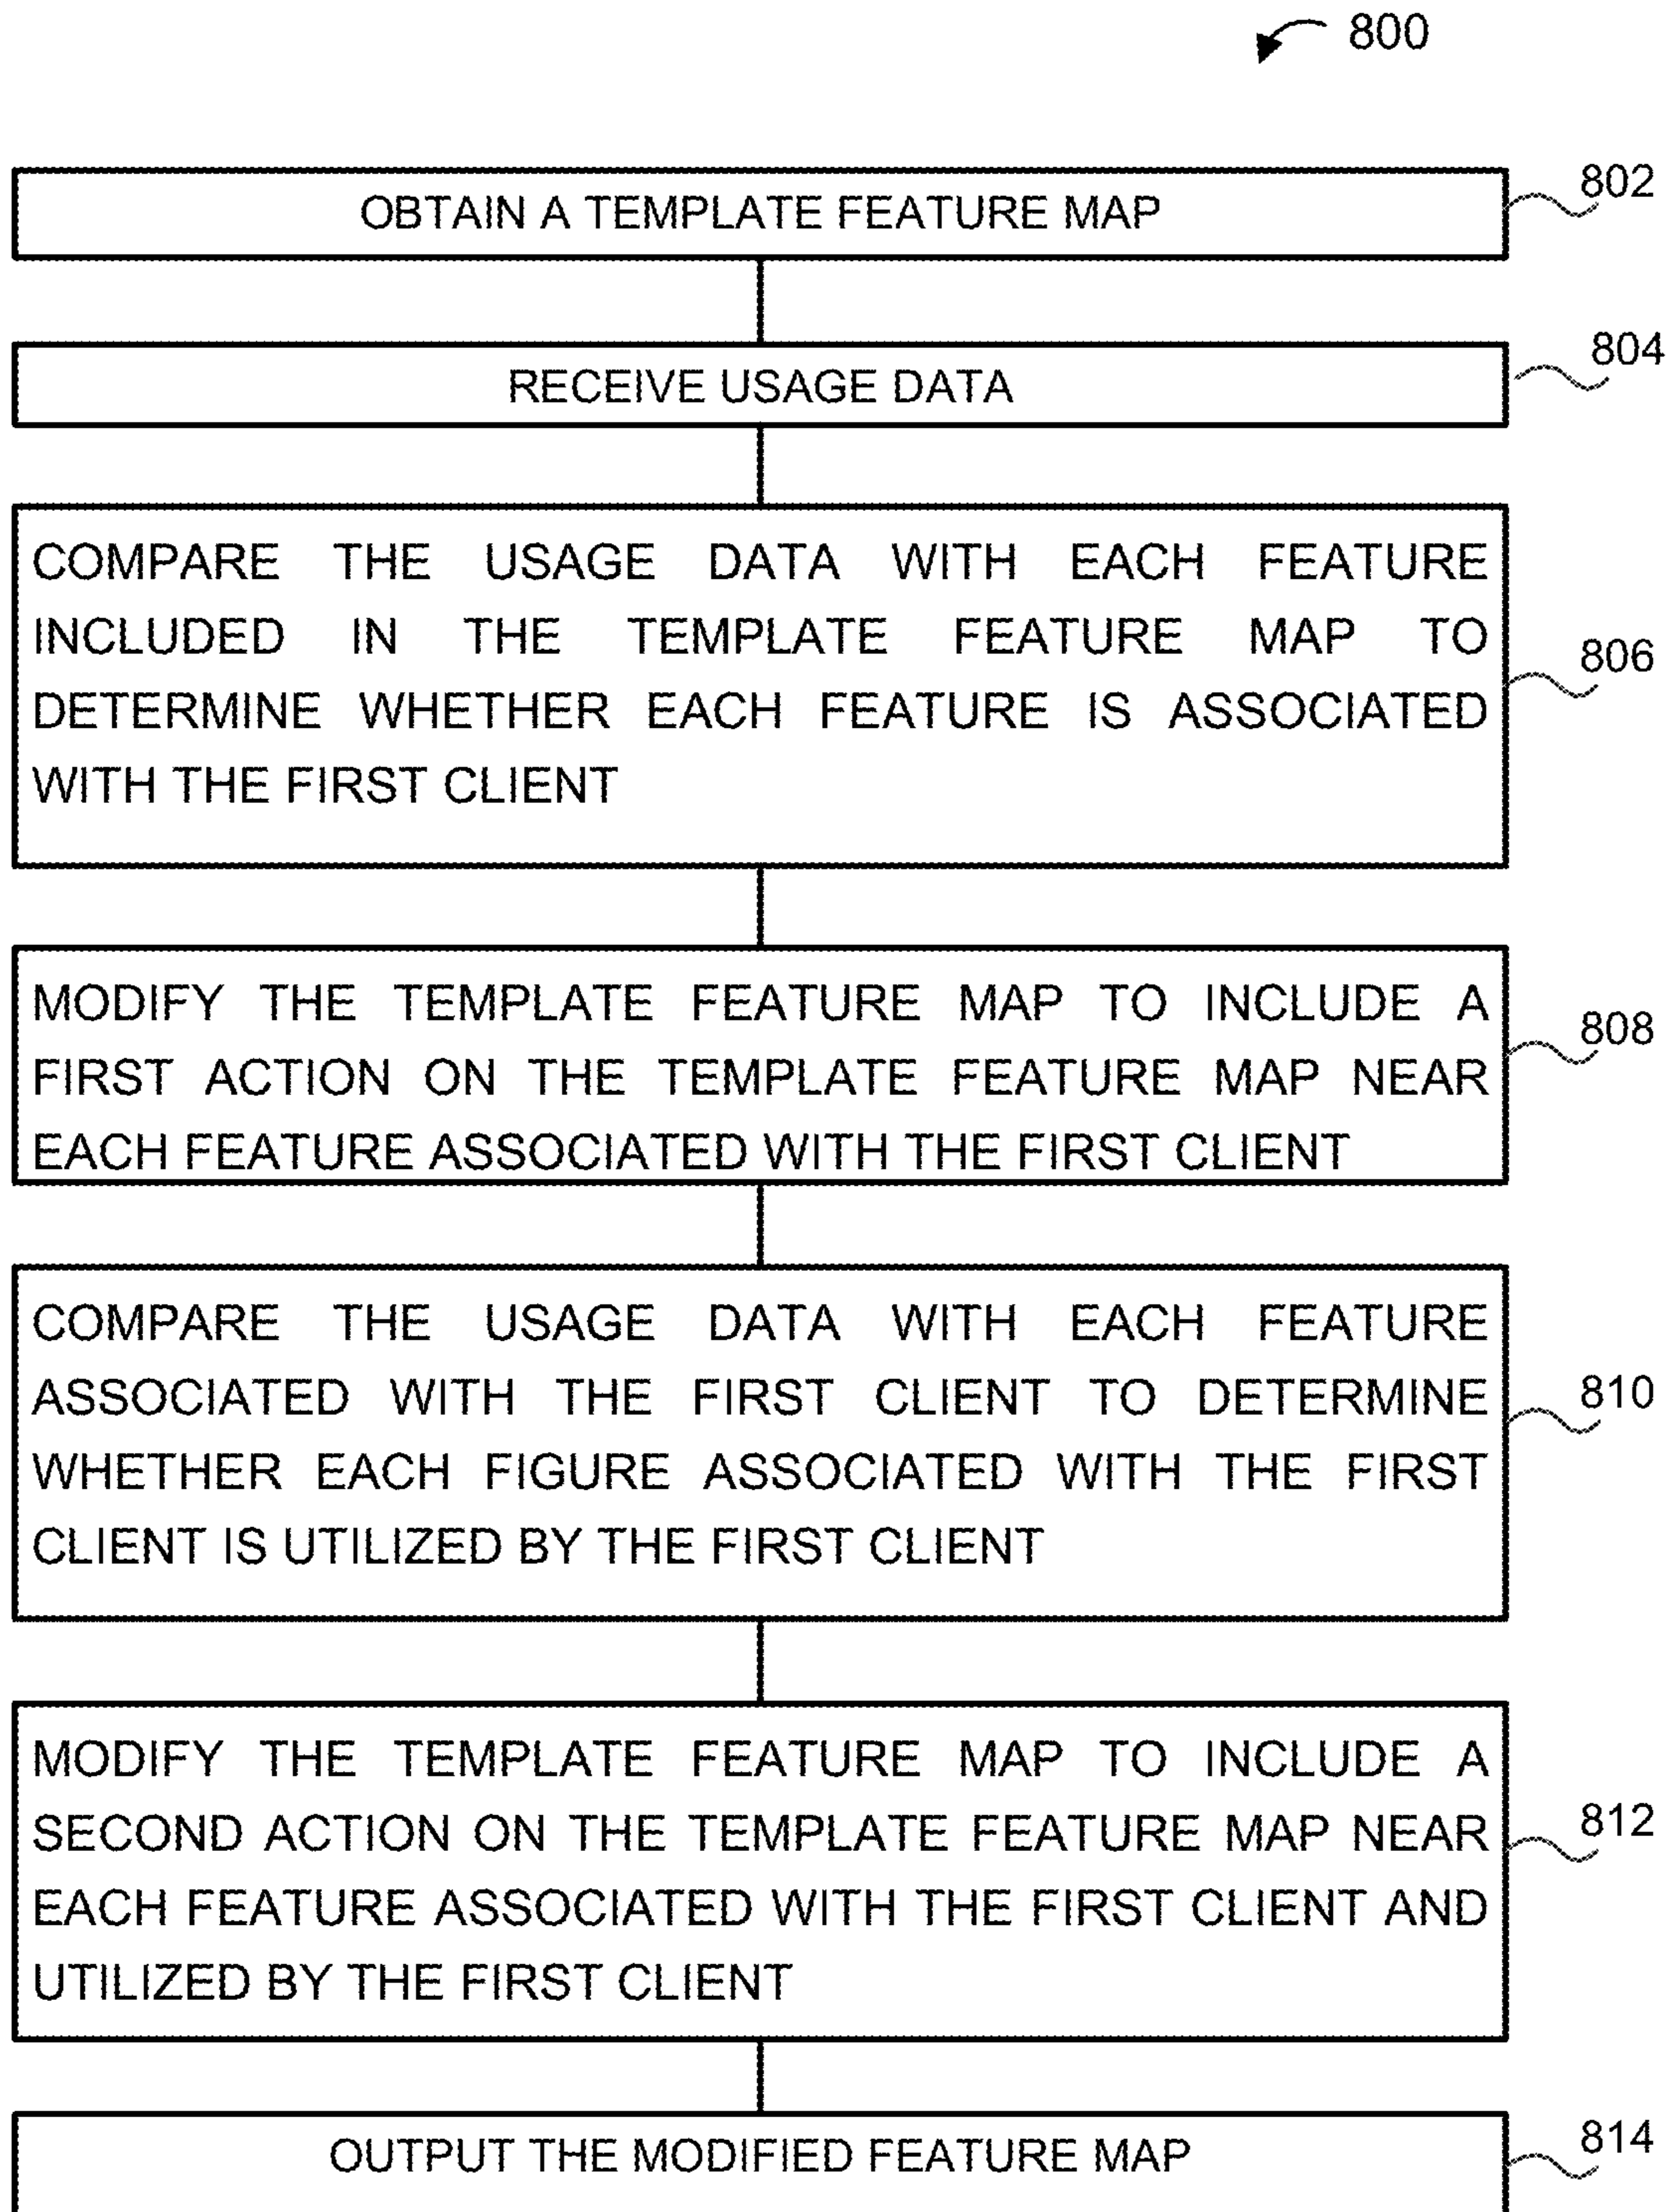 800
OBTAIN A TEMPLATE FEATURE MAP
802
RECEIVE USAGE DATA
804
COMPARE THE USAGE DATA WITH EACH FEATURE
INCLUDED IN THE TEMPLATE FEATURE MAP TO
DETERMINE WHETHER EACH FEATURE IS ASSOCIATED
WITH THE FIRST CLIENT
806
MODIFY THE TEMPLATE FEATURE MAP TO INCLUDE A
FIRST ACTION ON THE TEMPLATE FEATURE MAP NEAR
EACH FEATURE ASSOCIATED WITH THE FIRST CLIENT
808
COMPARE THE USAGE DATA WITH EACH FEATURE
ASSOCIATED WITH THE FIRST CLIENT TO DETERMINE
WHETHER EACH FIGURE ASSOCIATED WITH THE FIRST
CLIENT IS UTILIZED BY THE FIRST CLIENT
810
MODIFY THE TEMPLATE FEATURE MAP TO INCLUDE A
SECOND ACTION ON THE TEMPLATE FEATURE MAP NEAR
EACH FEATURE ASSOCIATED WITH THE FIRST CLIENT AND
UTILIZED BY THE FIRST CLIENT
812
OUTPUT THE MODIFIED FEATURE MAP
814